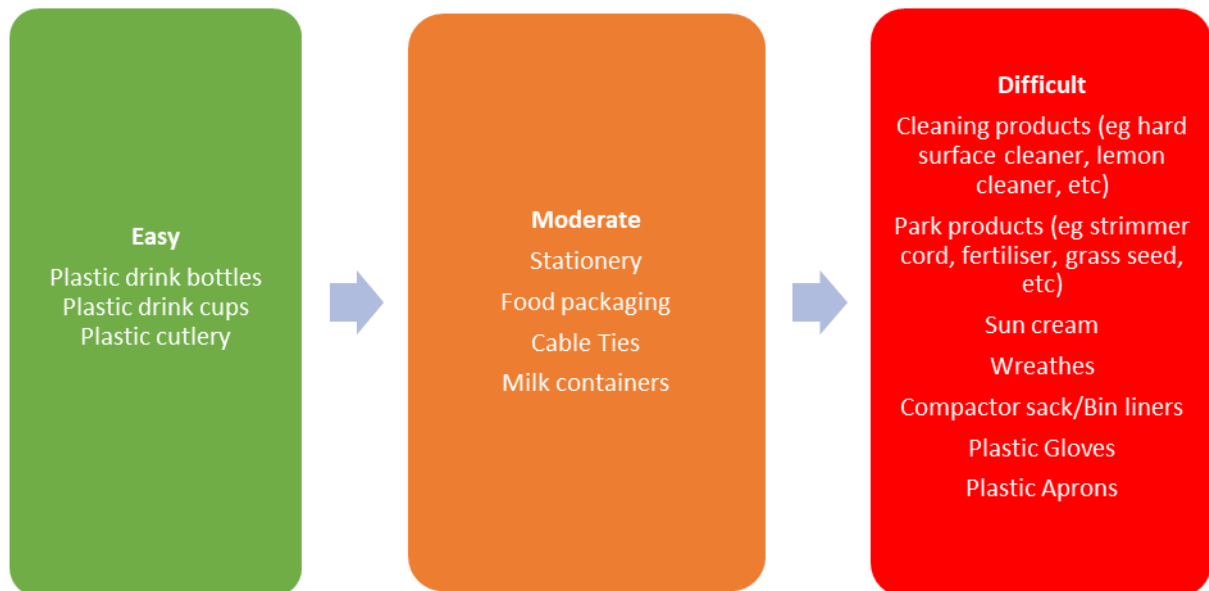 Easy
Plastic drink bottles
Plastic drink cups
Plastic cutlery
Moderate
Stationery
Food packaging
Cable Ties
Milk containers
Difficult
Cleaning products (eg hard
surface cleaner, lemon
cleaner, etc)
Park products (eg strimmer
cord, fertiliser, grass seed,
etc)
Sun cream
Wreathes
Compactor sack/Bin liners
Plastic Gloves
Plastic Aprons